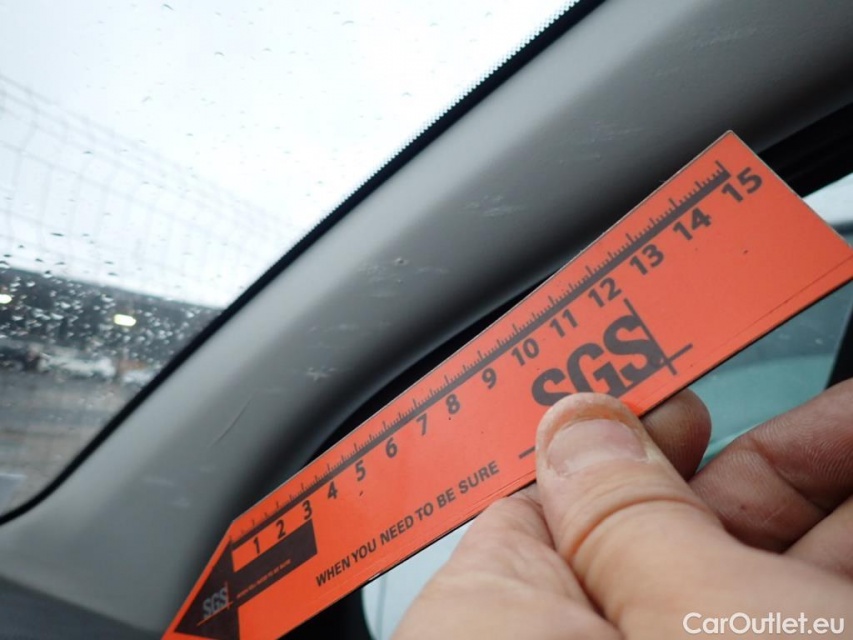 1 2 3 4 5 6 7 8 9 10 11 12 13 14 15
SGS
WHEN YOU NEED TO BE SURE
SGS
CarOutlet.eu